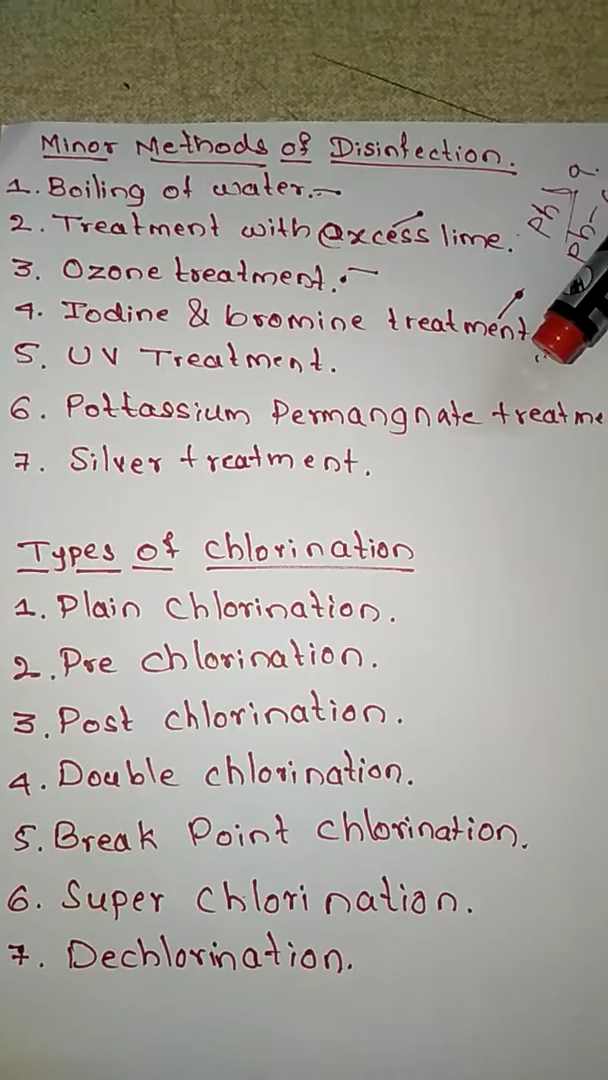 Minor Methods of Disinfection.
1. Boiling of water.
2. Treatment with excess lime.
3. Ozone treatment.
4. Iodine & bromine treatment
5. UV Treatment.
6. Pottassium Permangnate treatme
7. Silver treatment.
Types of chlorination
1. Plain chlorination.
2. Pre chlorination.
3. Post chlorination.
4. Double chlorination.
5. Break Point chlorination.
6. Super chlorination.
7. Dechlorination.